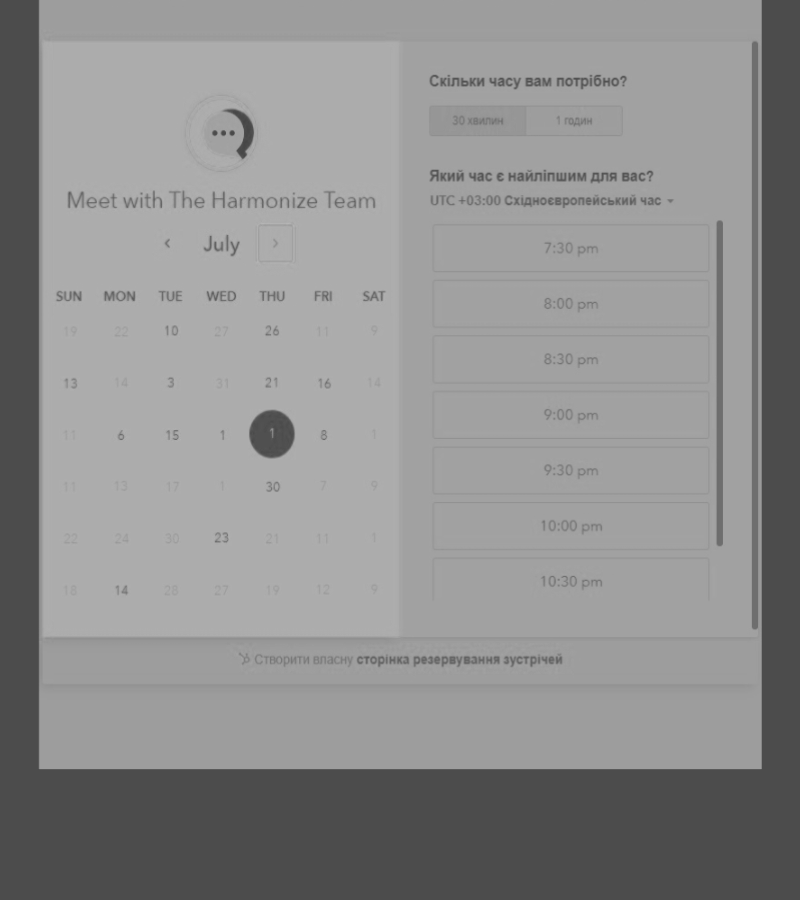 Meet with The Harmonize Team
July
SUN MON TUE WED THU FRI SAT
19 22 10 27 26 11 9
13 14 3 31 21 16 14
11 6 15 1 1 8 1
11 13 17 1 30 7 9
22 24 30 23 21 11 1
18 14 28 27 19 12 9
Скільки часу вам потрібно?
30 хвилин 1 годин
Який час є найліпшим для вас?
UTC +03:00 Східноєвропейський час
7:30 pm
8:00 pm
8:30 pm
9:00 pm
9:30 pm
10:00 pm
10:30 pm
Створити власну сторінка резервування зустрічей